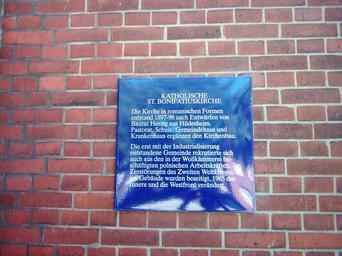 KATHOLISCHE
ST. BONIFATIUSKIRCHE
Die Kirche in romanischen Formen
entstand 1897-98 nach Entwürfen von
Baurat Herzig aus Hildesheim.
Pastorat, Schule, Gemeindehaus und
Krankenhaus ergänzen den Kirchenbau.
Die erst mit der Industrialisierung
entstandene Gemeinde rekrutierte sich
auch aus den in der Wollkämmerei be-
schäftigten polnischen Arbeitskräften.
Zerstörungen des Zweiten Weltkrieges
am Gebäude wurden beseitigt, 1965 das
Innere und die Westfront verändert.